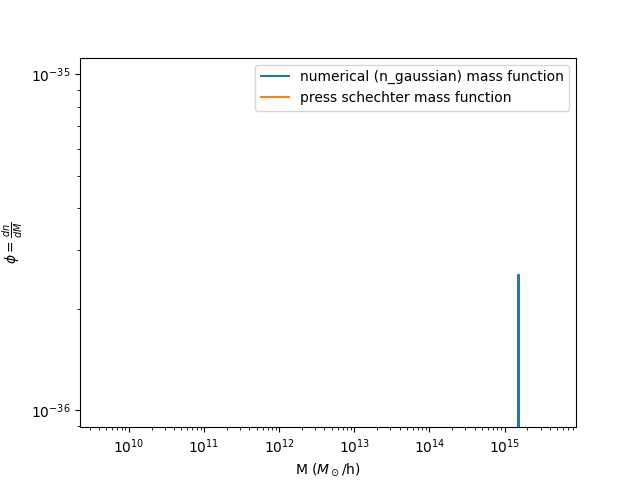 10⁻³⁵
10⁻³⁶
ϕ = dn/dM
numerical (n_gaussian) mass function
press schechter mass function
10¹⁰ 10¹¹ 10¹² 10¹³ 10¹⁴ 10¹⁵
M (M⊙/h)